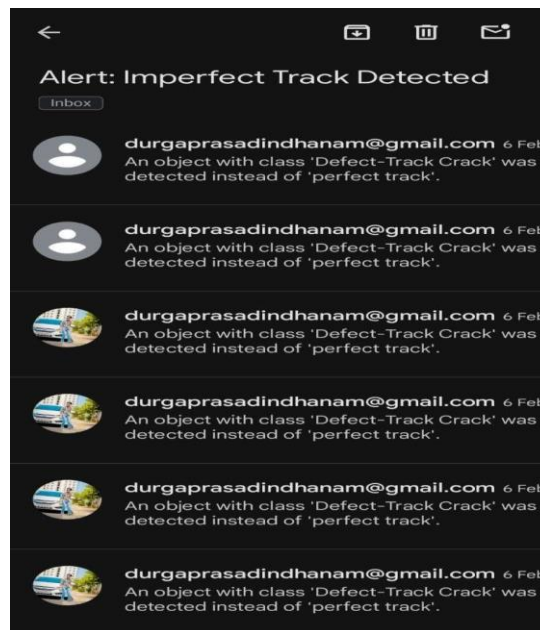 Alert: Imperfect Track Detected
Inbox
durgaprasadindhanam@gmail.com 6 Feb
An object with class 'Defect-Track Crack' was
detected instead of 'perfect track'.
durgaprasadindhanam@gmail.com 6 Feb
An object with class 'Defect-Track Crack' was
detected instead of 'perfect track'.
durgaprasadindhanam@gmail.com 6 Feb
An object with class 'Defect-Track Crack' was
detected instead of 'perfect track'.
durgaprasadindhanam@gmail.com 6 Feb
An object with class 'Defect-Track Crack' was
detected instead of 'perfect track'.
durgaprasadindhanam@gmail.com 6 Feb
An object with class 'Defect-Track Crack' was
detected instead of 'perfect track'.
durgaprasadindhanam@gmail.com 6 Feb
An object with class 'Defect-Track Crack' was
detected instead of 'perfect track'.